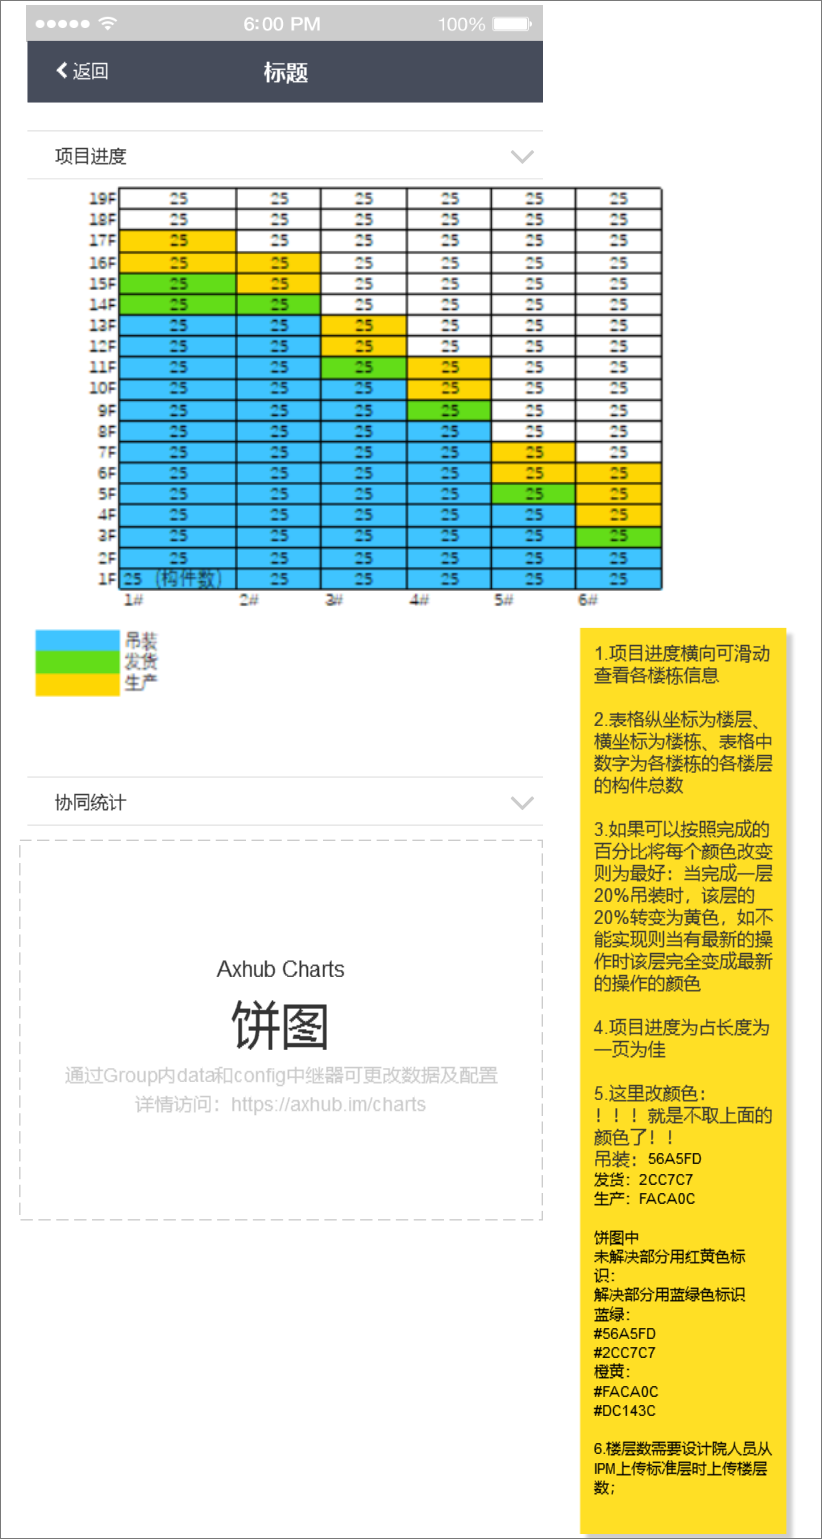 6:00 PM 100%
返回 标题
项目进度
19F 25 25 25 25 25 25
18F 25 25 25 25 25 25
17F 25 25 25 25 25 25
16F 25 25 25 25 25 25
15F 25 25 25 25 25 25
14F 25 25 25 25 25 25
13F 25 25 25 25 25 25
12F 25 25 25 25 25 25
11F 25 25 25 25 25 25
10F 25 25 25 25 25 25
9F 25 25 25 25 25 25
8F 25 25 25 25 25 25
7F 25 25 25 25 25 25
6F 25 25 25 25 25 25
5F 25 25 25 25 25 25
4F 25 25 25 25 25 25
3F 25 25 25 25 25 25
2F 25 25 25 25 25 25
1F 25（构件数） 25 25 25 25 25
1# 2# 3# 4# 5# 6#
吊装
发货
生产
协同统计
Axhub Charts
饼图
通过Group内data和config中继器可更改数据及配置
详情访问：https://axhub.im/charts
1.项目进度横向可滑动
查看各楼栋信息
2.表格纵坐标为楼层、
横坐标为楼栋、表格中
数字为各楼栋的各楼层
的构件总数
3.如果可以按照完成的
百分比将每个颜色改变
则为最好：当完成一层
20%吊装时，该层的
20%转变为黄色，如不
能实现则当有最新的操
作时该层完全变成最新
的操作的颜色
4.项目进度为占长度为
一页为佳
5.这里改颜色：
！！！就是不取上面的
颜色了！！
吊装：56A5FD
发货：2CC7C7
生产：FACA0C
饼图中
未解决部分用红黄色标
识：
解决部分用蓝绿色标识
蓝绿：
#56A5FD
#2CC7C7
橙黄：
#FACA0C
#DC143C
6.楼层数需要设计院人员从
IPM上传标准层时上传楼层
数；